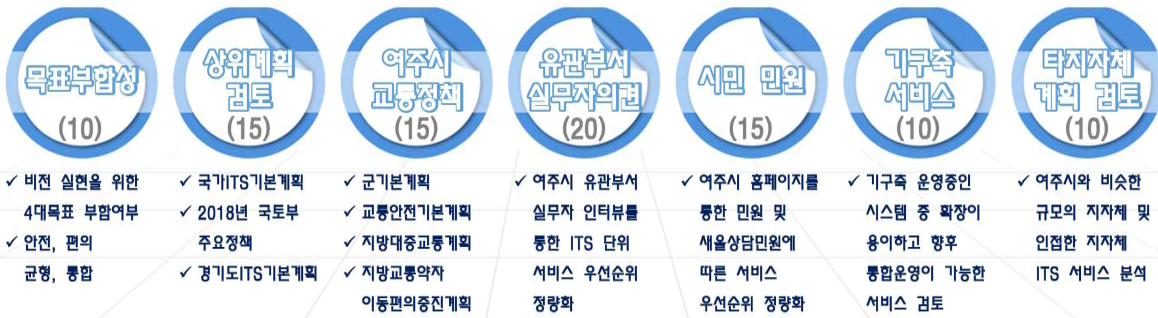 목표부합성
(10)
✓ 비전 실현을 위한
4대목표 부합여부
✓ 안전, 편의
균형, 통합
상위계획
검토
(15)
✓ 국가ITS기본계획
✓ 2018년 국토부
주요정책
✓ 경기도ITS기본계획
여주시
교통정책
(15)
✓ 군기본계획
✓ 교통안전기본계획
✓ 지방대중교통계획
✓ 지방교통약자
이동편의증진계획
유관부서
실무자의견
(20)
✓ 여주시 유관부서
실무자 인터뷰를
통한 ITS 단위
서비스 우선순위
정량화
시민 민원
(15)
✓ 여주시 홈페이지를
통한 민원 및
새올상담민원에
따른 서비스
우선순위 정량화
기구축
서비스
(10)
✓ 기구축 운영중인
시스템 중 확장이
용이하고 향후
통합운영이 가능한
서비스 검토
타지자체
계획 검토
(10)
✓ 여주시와 비슷한
규모의 지자체 및
인접한 지자체
ITS 서비스 분석